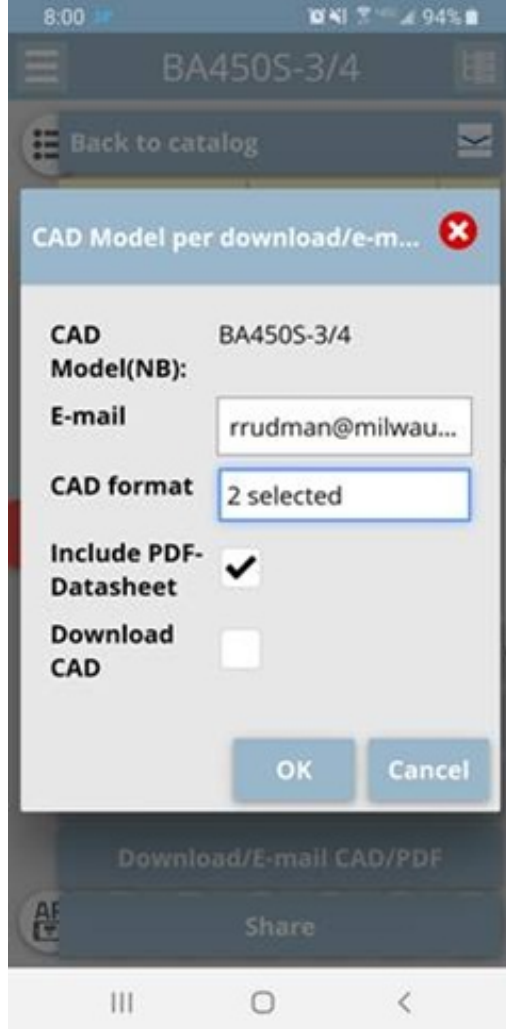 8:00
94%
BA450S-3/4
Back to catalog
CAD Model per download/e-m...
CAD
Model(NB):
BA450S-3/4
E-mail
rrudman@milwau...
CAD format
2 selected
Include PDF-
Datasheet
Download
CAD
OK
Cancel
Download/E-mail CAD/PDF
AR
Share